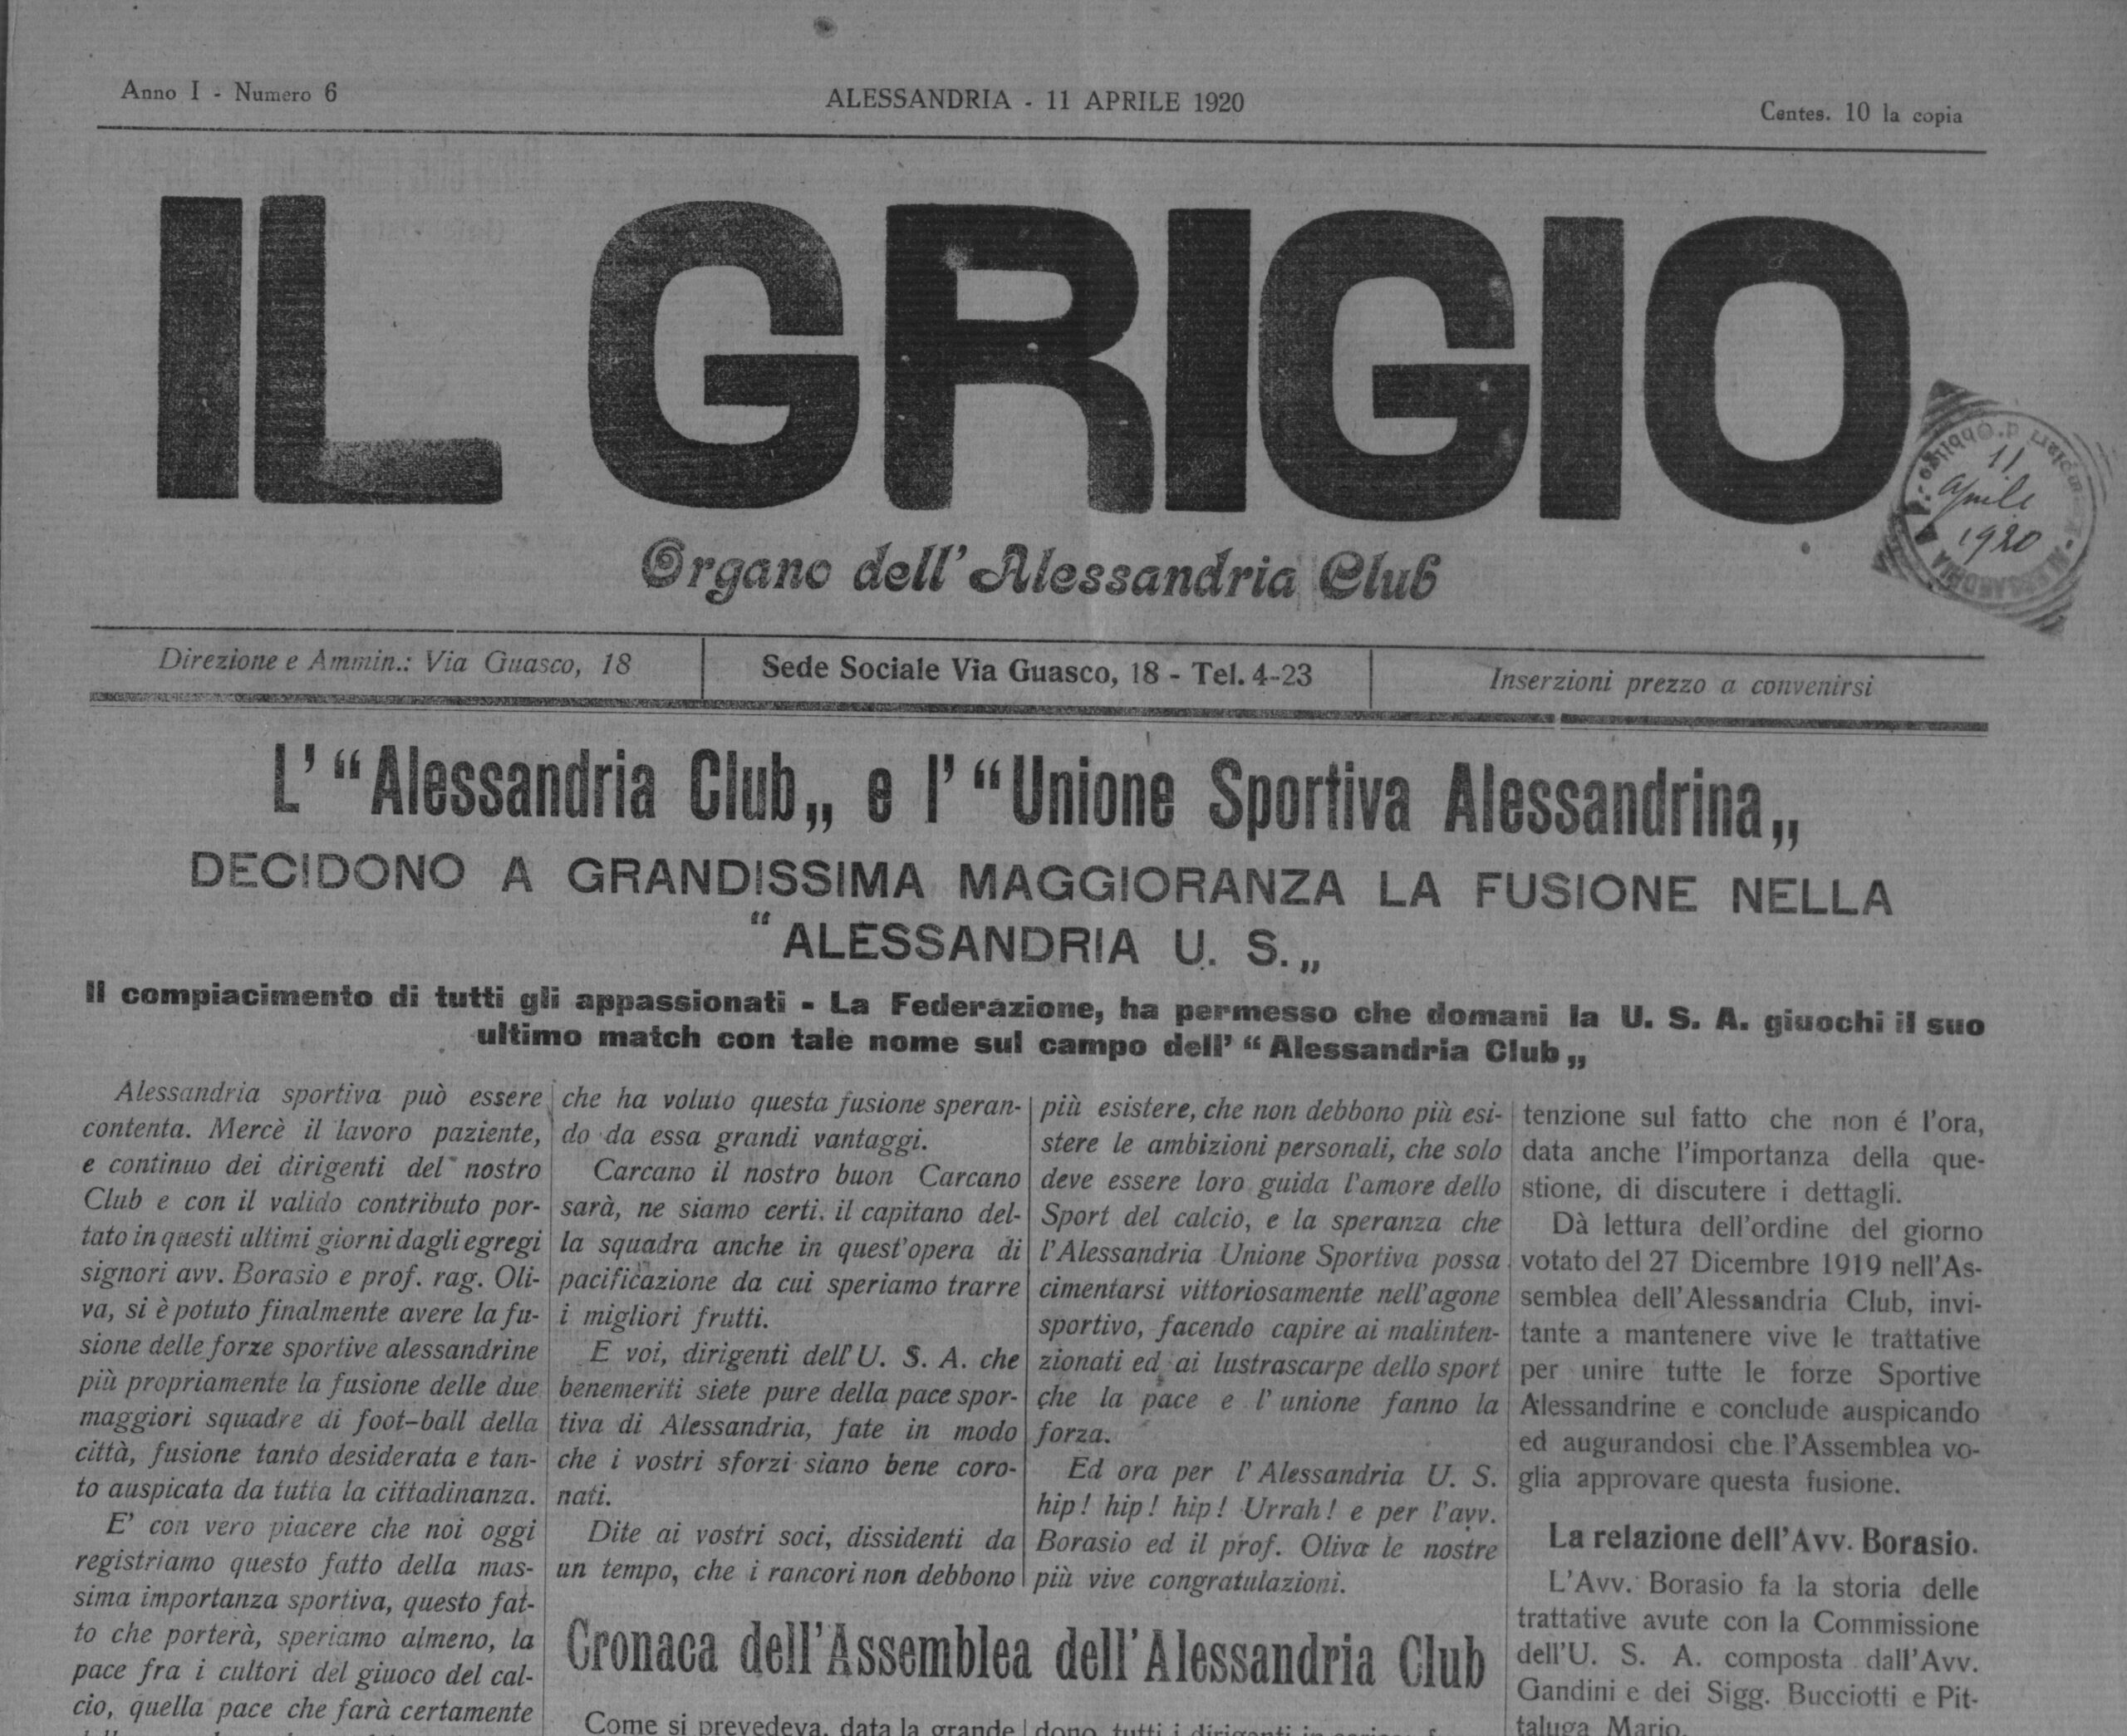 Anno I - Numero 6
ALESSANDRIA - 11 APRILE 1920
Centes. 10 la copia
IL GRIGIO
Organo dell'Alessandria Club
11
aprile
1920
Direzione e Ammin.: Via Guasco, 18
Sede Sociale Via Guasco, 18 - Tel. 4-23
Inserzioni prezzo a convenirsi
L' “Alessandria Club„ e l' “Unione Sportiva Alessandrina„
DECIDONO A GRANDISSIMA MAGGIORANZA LA FUSIONE NELLA
“ALESSANDRIA U. S.„
Il compiacimento di tutti gli appassionati - La Federazione, ha permesso che domani la U. S. A. giuochi il suo
ultimo match con tale nome sul campo dell' “Alessandria Club„
Alessandria sportiva può essere
contenta. Mercè il lavoro paziente,
e continuo dei dirigenti del nostro
Club e con il valido contributo por-
tato in questi ultimi giorni dagli egregi
signori avv. Borasio e prof. rag. Oli-
va, si è potuto finalmente avere la fu-
sione delle forze sportive alessandrine
più propriamente la fusione delle due
maggiori squadre di foot-ball della
città, fusione tanto desiderata e tan-
to auspicata da tutta la cittadinanza.
E' con vero piacere che noi oggi
registriamo questo fatto della mas-
sima importanza sportiva, questo fat-
to che porterà, speriamo almeno, la
pace fra i cultori del giuoco del cal-
cio, quella pace che farà certamente
che ha voluto questa fusione speran-
do da essa grandi vantaggi.
Carcano il nostro buon Carcano
sarà, ne siamo certi. il capitano del-
la squadra anche in quest'opera di
pacificazione da cui speriamo trarre
i migliori frutti.
E voi, dirigenti dell'U. S. A. che
benemeriti siete pure della pace spor-
tiva di Alessandria, fate in modo
che i vostri sforzi siano bene coro-
nati.
Dite ai vostri soci, dissidenti da
un tempo, che i rancori non debbono
più esistere, che non debbono più esi-
stere le ambizioni personali, che solo
deve essere loro guida l'amore dello
Sport del calcio, e la speranza che
l'Alessandria Unione Sportiva possa
cimentarsi vittoriosamente nell'agone
sportivo, facendo capire ai malinten-
zionati ed ai lustrascarpe dello sport
che la pace e l'unione fanno la
forza.
Ed ora per l'Alessandria U. S.
hip! hip! hip! Urrah! e per l'avv.
Borasio ed il prof. Oliva le nostre
più vive congratulazioni.
Cronaca dell'Assemblea dell'Alessandria Club
Come si prevedeva, data la grande
dono, tutti i dirigenti in
tenzione sul fatto che non é l'ora,
data anche l'importanza della que-
stione, di discutere i dettagli.
Dà lettura dell'ordine del giorno
votato del 27 Dicembre 1919 nell'As-
semblea dell'Alessandria Club, invi-
tante a mantenere vive le trattative
per unire tutte le forze Sportive
Alessandrine e conclude auspicando
ed augurandosi che l'Assemblea vo-
glia approvare questa fusione.
La relazione dell'Avv. Borasio.
L'Avv. Borasio fa la storia delle
trattative avute con la Commissione
dell'U. S. A. composta dall'Avv.
Gandini e dei Sigg. Bucciotti e Pit-
taluga Mario.